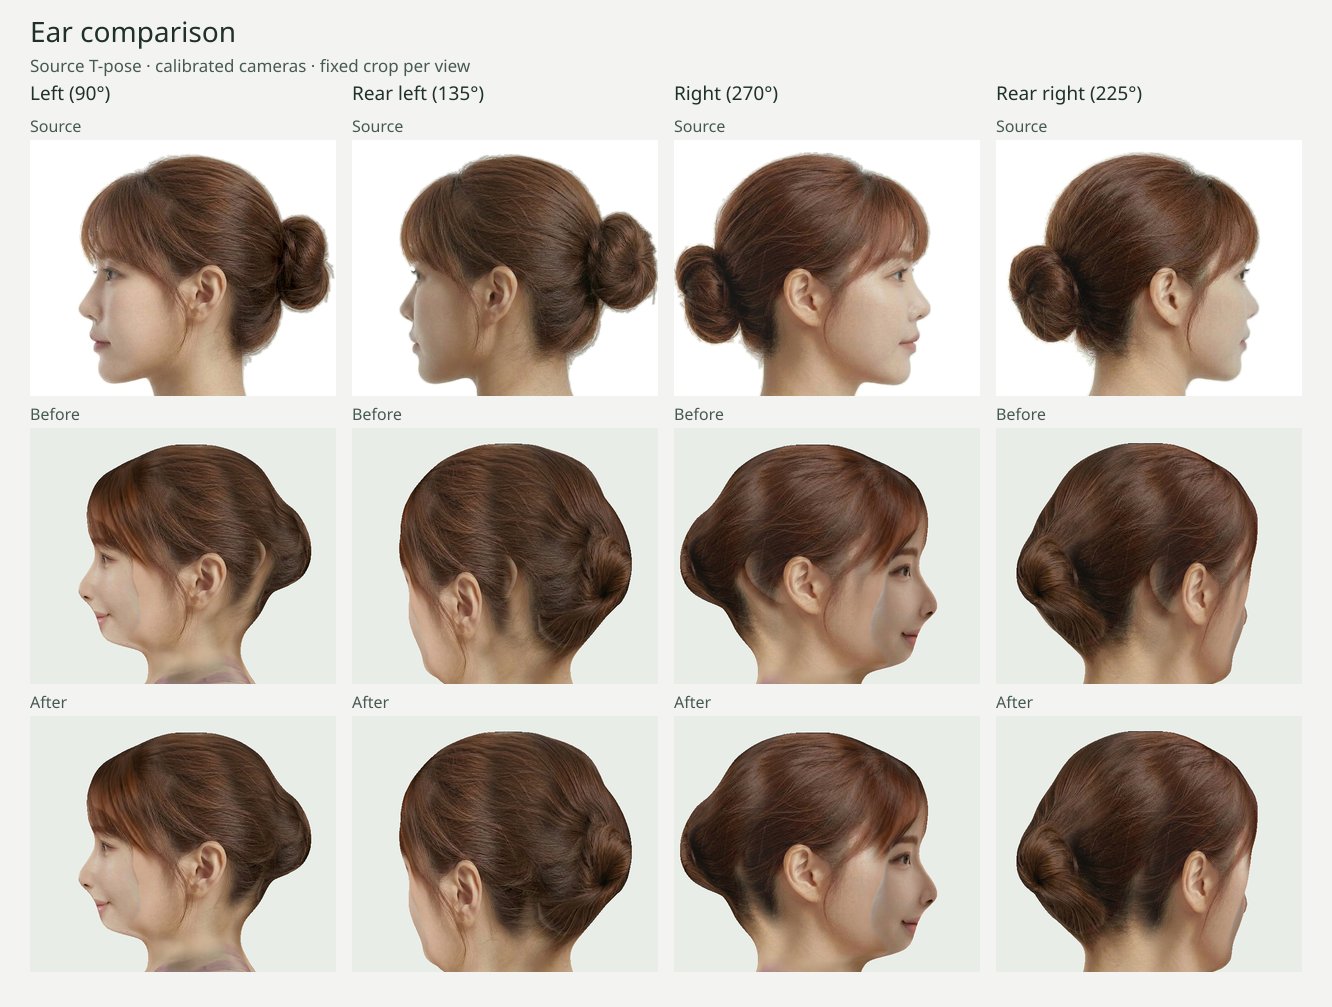 Ear comparison
Source T-pose · calibrated cameras · fixed crop per view
Left (90°)
Rear left (135°)
Right (270°)
Rear right (225°)
Source
Source
Source
Source
Before
Before
Before
Before
After
After
After
After